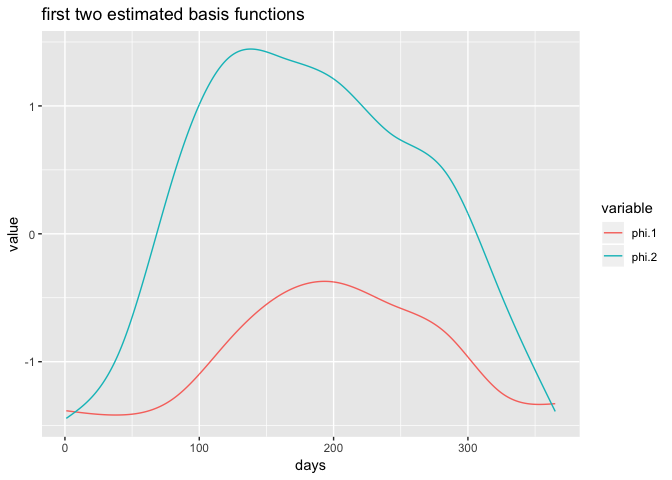 first two estimated basis functions
value
1
0
-1
0
100
200
300
days
variable
phi.1
phi.2